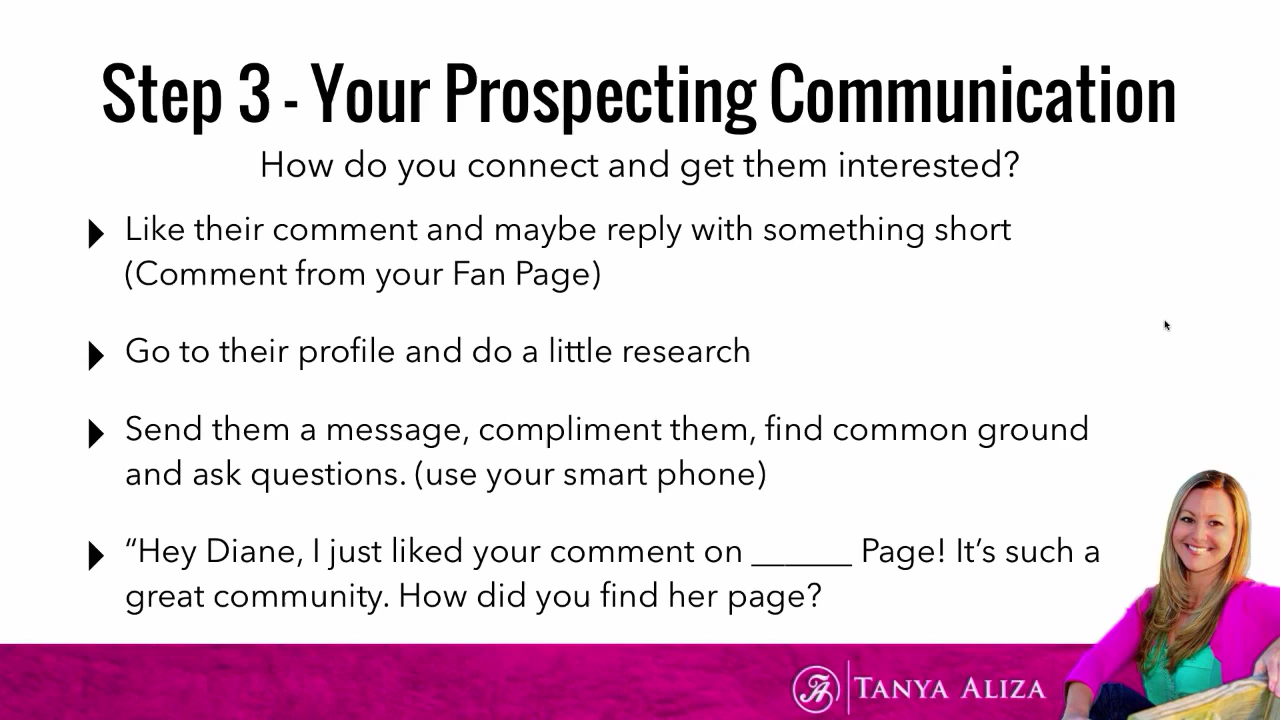 Step 3 - Your Prospecting Communication
How do you connect and get them interested?
Like their comment and maybe reply with something short
(Comment from your Fan Page)
Go to their profile and do a little research
Send them a message, compliment them, find common ground
and ask questions. (use your smart phone)
“Hey Diane, I just liked your comment on ______ Page! It’s such a
great community. How did you find her page?
TANYA ALIZA